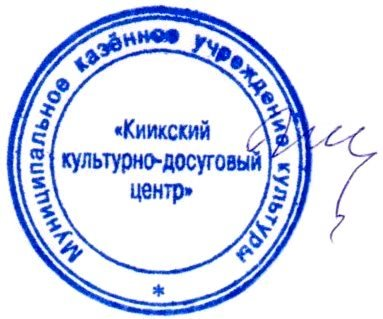 Муниципальное казённое учреждение культуры
«Киикский
культурно-досуговый
центр»
*